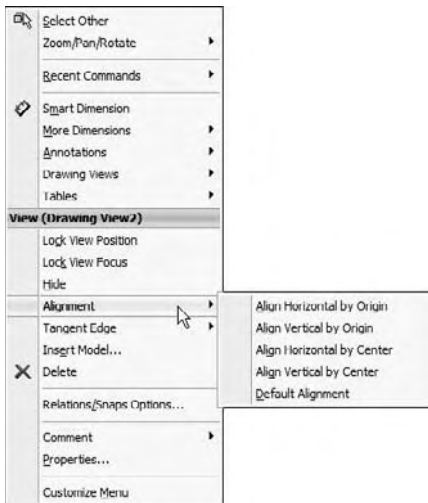 Select Other
Zoom/Pan/Rotate
Recent Commands
Smart Dimension
More Dimensions
Annotations
Drawing Views
Tables
View (Drawing View2)
Lock View Position
Lock View Focus
Hide
Alignment
Tangent Edge
Insert Model...
Delete
Relations/Snaps Options...
Comment
Properties...
Customize Menu
Align Horizontal by Origin
Align Vertical by Origin
Align Horizontal by Center
Align Vertical by Center
Default Alignment